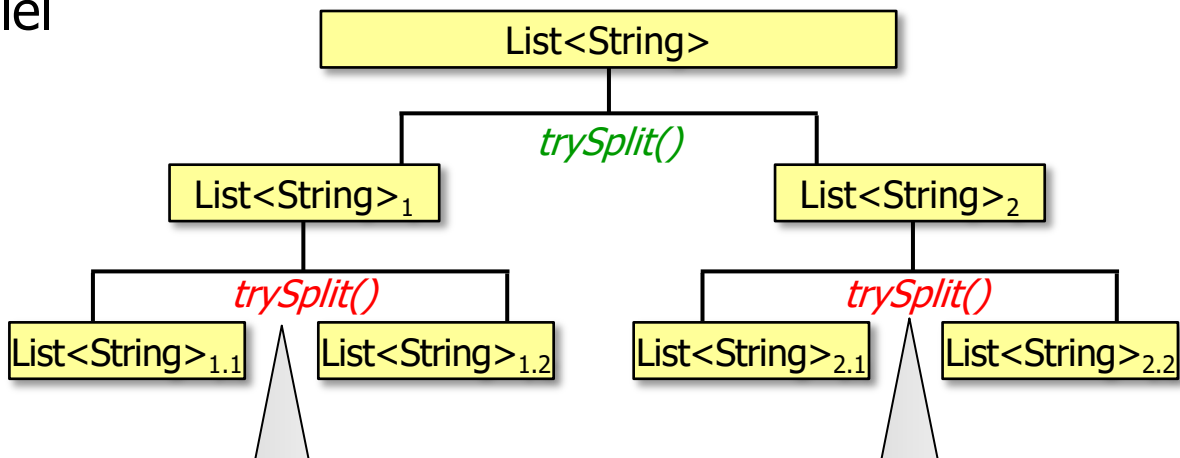 List<String>
trySplit()
List<String>1 List<String>2
trySplit() trySplit()
List<String>1.1 List<String>1.2 List<String>2.1 List<String>2.2